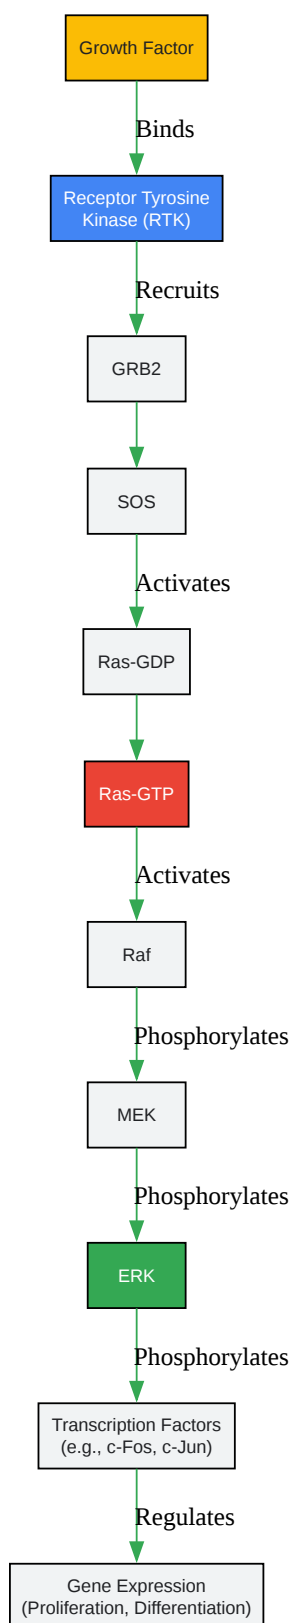 Growth Factor
Binds
Receptor Tyrosine
Kinase (RTK)
Recruits
GRB2
SOS
Activates
Ras-GDP
Ras-GTP
Activates
Raf
Phosphorylates
MEK
Phosphorylates
ERK
Phosphorylates
Transcription Factors
(e.g., c-Fos, c-Jun)
Regulates
Gene Expression
(Proliferation, Differentiation)